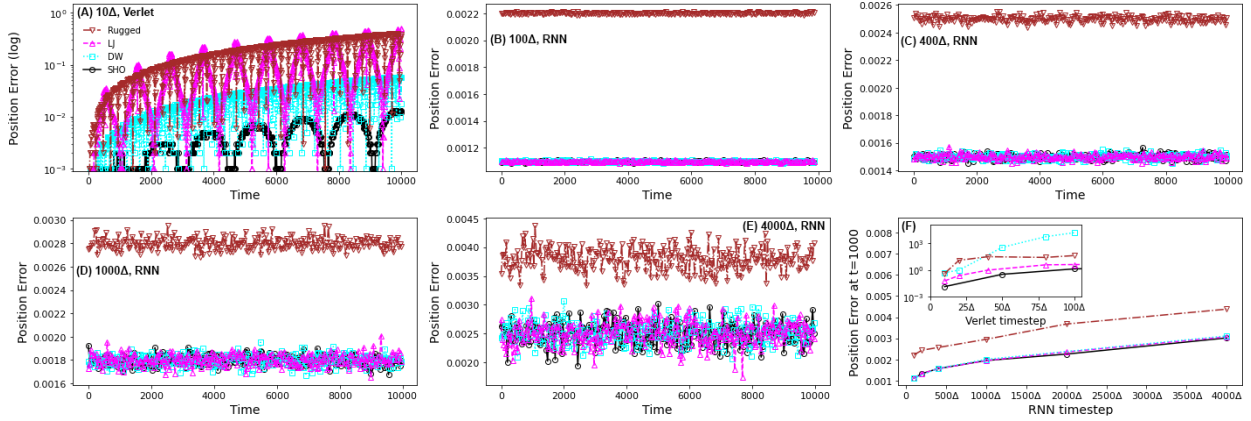 (A) 10Δ, Verlet
Rugged
LJ
DW
SHO
Position Error (log)
10⁰
10⁻¹
10⁻²
10⁻³
0 2000 4000 6000 8000 10000
Time
(B) 100Δ, RNN
Position Error
0.0022
0.0020
0.0018
0.0016
0.0014
0.0012
0 2000 4000 6000 8000 10000
Time
(C) 400Δ, RNN
Position Error
0.0026
0.0024
0.0022
0.0020
0.0018
0.0016
0.0014
0 2000 4000 6000 8000 10000
Time
(D) 1000Δ, RNN
Position Error
0.0030
0.0028
0.0026
0.0024
0.0022
0.0020
0.0018
0.0016
0 2000 4000 6000 8000 10000
Time
(E) 4000Δ, RNN
Position Error
0.0045
0.0040
0.0035
0.0030
0.0025
0.0020
0 2000 4000 6000 8000 10000
Time
(F)
Position Error at t=1000
0.008
0.007
0.006
0.005
0.004
0.003
0.002
0.001
10³
10⁰
10⁻³
0 25Δ 50Δ 75Δ 100Δ
Verlet timestep
0 500Δ 1000Δ 1500Δ 2000Δ 2500Δ 3000Δ 3500Δ 4000Δ
RNN timestep